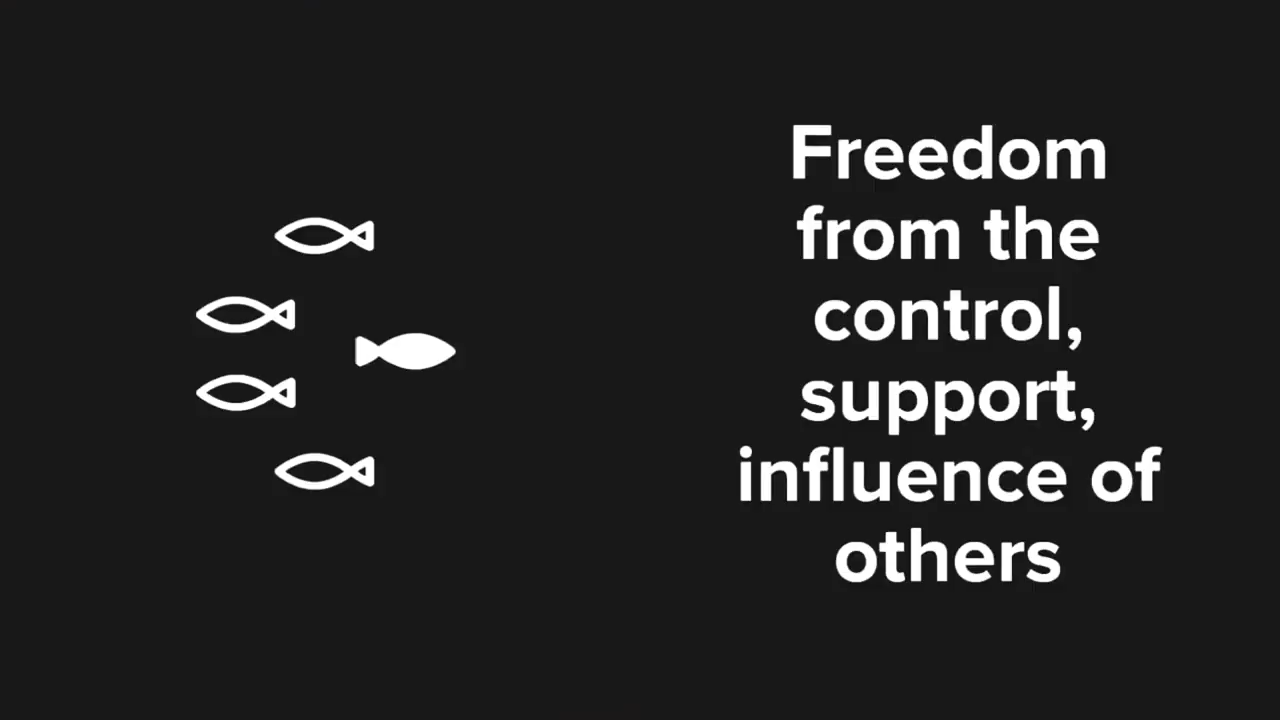 Freedom
from the
control,
support,
influence of
others